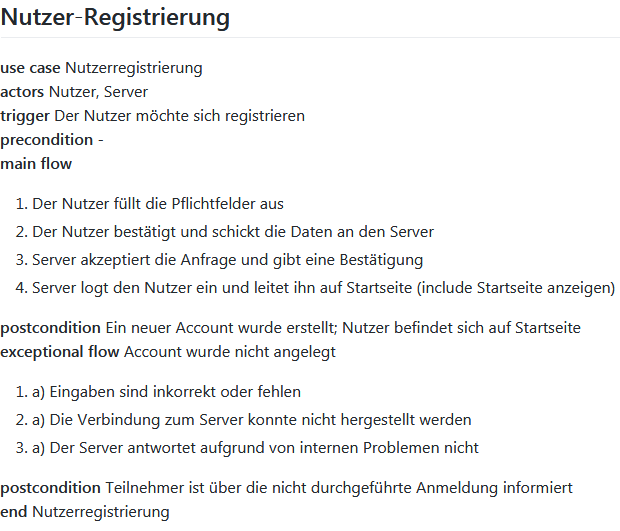 Nutzer-Registrierung
use case Nutzerregistrierung
actors Nutzer, Server
trigger Der Nutzer möchte sich registrieren
precondition -
main flow
1. Der Nutzer füllt die Pflichtfelder aus
2. Der Nutzer bestätigt und schickt die Daten an den Server
3. Server akzeptiert die Anfrage und gibt eine Bestätigung
4. Server logt den Nutzer ein und leitet ihn auf Startseite (include Startseite anzeigen)
postcondition Ein neuer Account wurde erstellt; Nutzer befindet sich auf Startseite
exceptional flow Account wurde nicht angelegt
1. a) Eingaben sind inkorrekt oder fehlen
2. a) Die Verbindung zum Server konnte nicht hergestellt werden
3. a) Der Server antwortet aufgrund von internen Problemen nicht
postcondition Teilnehmer ist über die nicht durchgeführte Anmeldung informiert
end Nutzerregistrierung